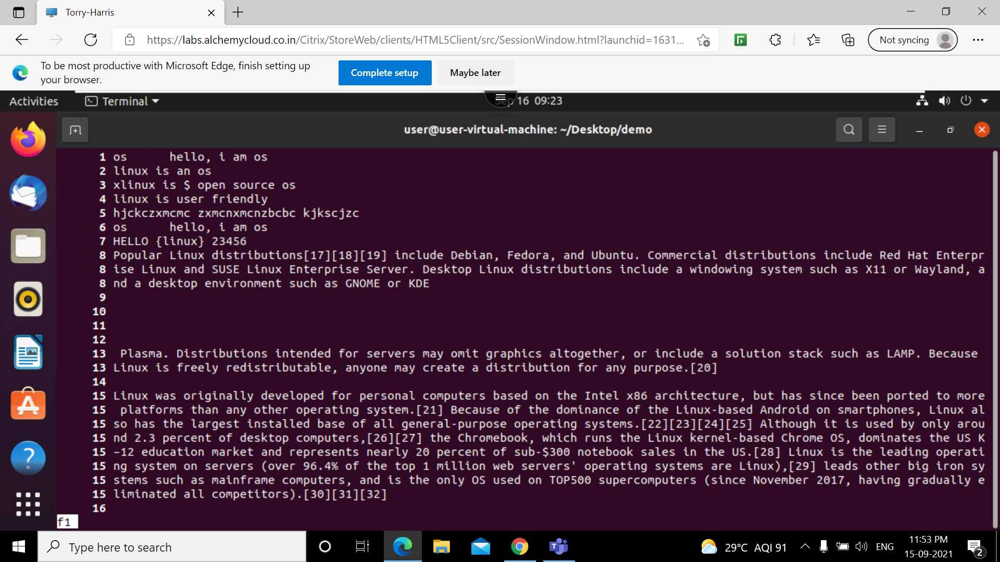 Torry-Harris
https://labs.alchemycloud.co.in/Citrix/StoreWeb/clients/HTML5Client/src/SessionWindow.html?launchid=1631...
Not syncing
To be most productive with Microsoft Edge, finish setting up
your browser.
Complete setup
Maybe later
Activities
Terminal
Sep 16 09:23
user@user-virtual-machine: ~/Desktop/demo
1 os      hello, i am os
2 linux is an os
3 xlinux is $ open source os
4 linux is user friendly
5 hjckczxmcmc zxmcnxmcnzbcbc kjkscjzc
6 os      hello, i am os
7 HELLO {linux} 23456
8 Popular Linux distributions[17][18][19] include Debian, Fedora, and Ubuntu. Commercial distributions include Red Hat Enterpr
8 ise Linux and SUSE Linux Enterprise Server. Desktop Linux distributions include a windowing system such as X11 or Wayland, a
8 nd a desktop environment such as GNOME or KDE
9
10
11
12
13  Plasma. Distributions intended for servers may omit graphics altogether, or include a solution stack such as LAMP. Because
13 Linux is freely redistributable, anyone may create a distribution for any purpose.[20]
14
15 Linux was originally developed for personal computers based on the Intel x86 architecture, but has since been ported to more
15  platforms than any other operating system.[21] Because of the dominance of the Linux-based Android on smartphones, Linux al
15 so has the largest installed base of all general-purpose operating systems.[22][23][24][25] Although it is used by only arou
15 nd 2.3 percent of desktop computers,[26][27] the Chromebook, which runs the Linux kernel-based Chrome OS, dominates the US K
15 –12 education market and represents nearly 20 percent of sub-$300 notebook sales in the US.[28] Linux is the leading operati
15 ng system on servers (over 96.4% of the top 1 million web servers' operating systems are Linux),[29] leads other big iron sy
15 stems such as mainframe computers, and is the only OS used on TOP500 supercomputers (since November 2017, having gradually e
15 liminated all competitors).[30][31][32]
16
f1
Type here to search
29°C AQI 91
ENG
11:53 PM
15-09-2021
2